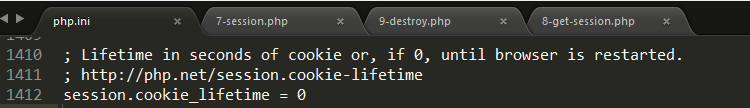 php.ini × 7-session.php × 9-destroy.php × 8-get-session.php ×
1410 ; Lifetime in seconds of cookie or, if 0, until browser is restarted.
1411 ; http://php.net/session.cookie-lifetime
1412 session.cookie_lifetime = 0